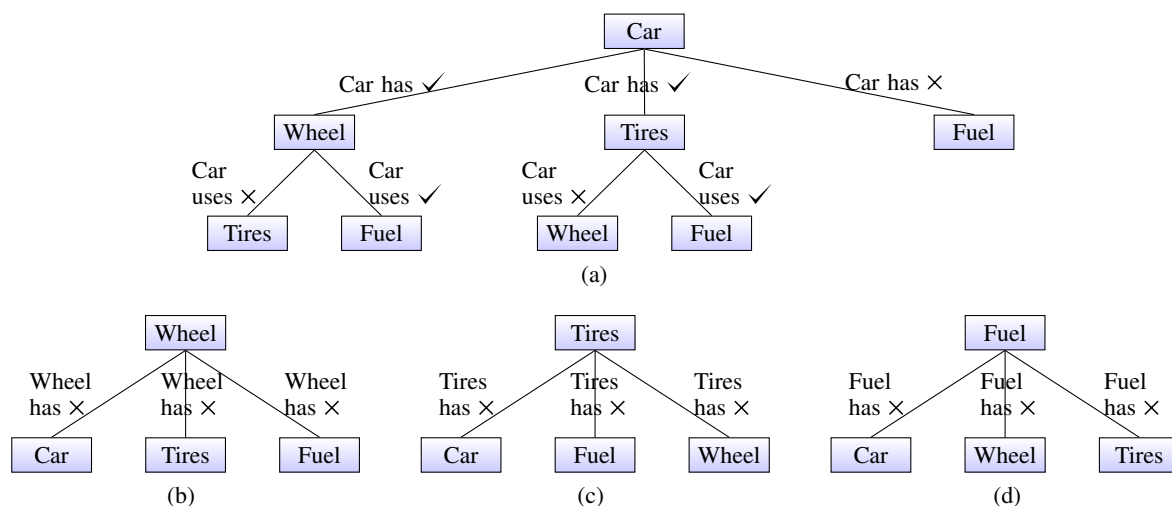 Car
Car has ✓ Car has ✓ Car has ×
Wheel Tires Fuel
Car Car Car Car
uses × uses ✓ uses × uses ✓
Tires Fuel Wheel Fuel
(a)
Wheel Tires Fuel
Wheel Wheel Wheel Tires Tires Tires Fuel Fuel Fuel
has × has × has × has × has × has × has × has × has ×
Car Tires Fuel Car Fuel Wheel Car Wheel Tires
(b) (c) (d)